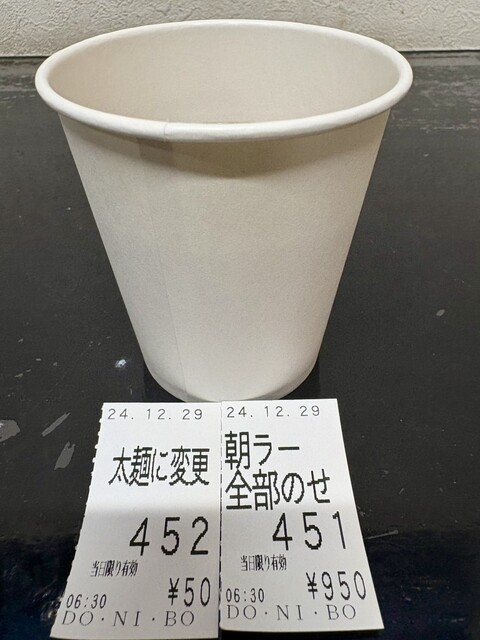 24.12.29
太麺に変更
452
当日限り有効
¥50
06:30
DO・NI・BO
24.12.29
朝ラー
全部のせ
451
当日限り有効
¥950
06:30
DO・NI・BO